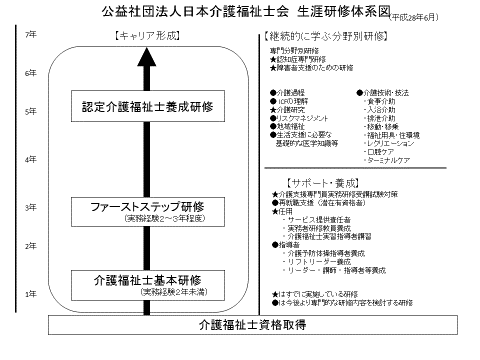 公益社団法人日本介護福祉士会 生涯研修体系図
(平成28年6月)
7年
6年
5年
4年
3年
2年
1年
【キャリア形成】
認定介護福祉士養成研修
ファーストステップ研修
(実務経験2～3年程度)
介護福祉士基本研修
(実務経験2年未満)
介護福祉士資格取得
【継続的に学ぶ分野別研修】
専門分野別研修
★認知症専門研修
★障害者支援のための研修
●介護過程
●ICFの理解
★介護研究
●リスクマネジメント
●地域福祉
●生活支援に必要な
基礎的な医学知識等
●介護技術・技法
・食事介助
・入浴介助
・排泄介助
・移動・移乗
・福祉用具・住環境
・レクリエーション
・口腔ケア
・ターミナルケア
【サポート・養成】
★介護支援専門員実務研修受講試験対策
●再就職支援（潜在有資格者）
★任用
・サービス提供責任者
・実務者研修教員養成
・介護福祉士実習指導者講習
●指導者
・介護予防体操指導者養成
・リフトリーダー養成
・リーダー・講師・指導者等養成
★はすでに実施している研修
●は今後より専門的な研修内容を検討する研修